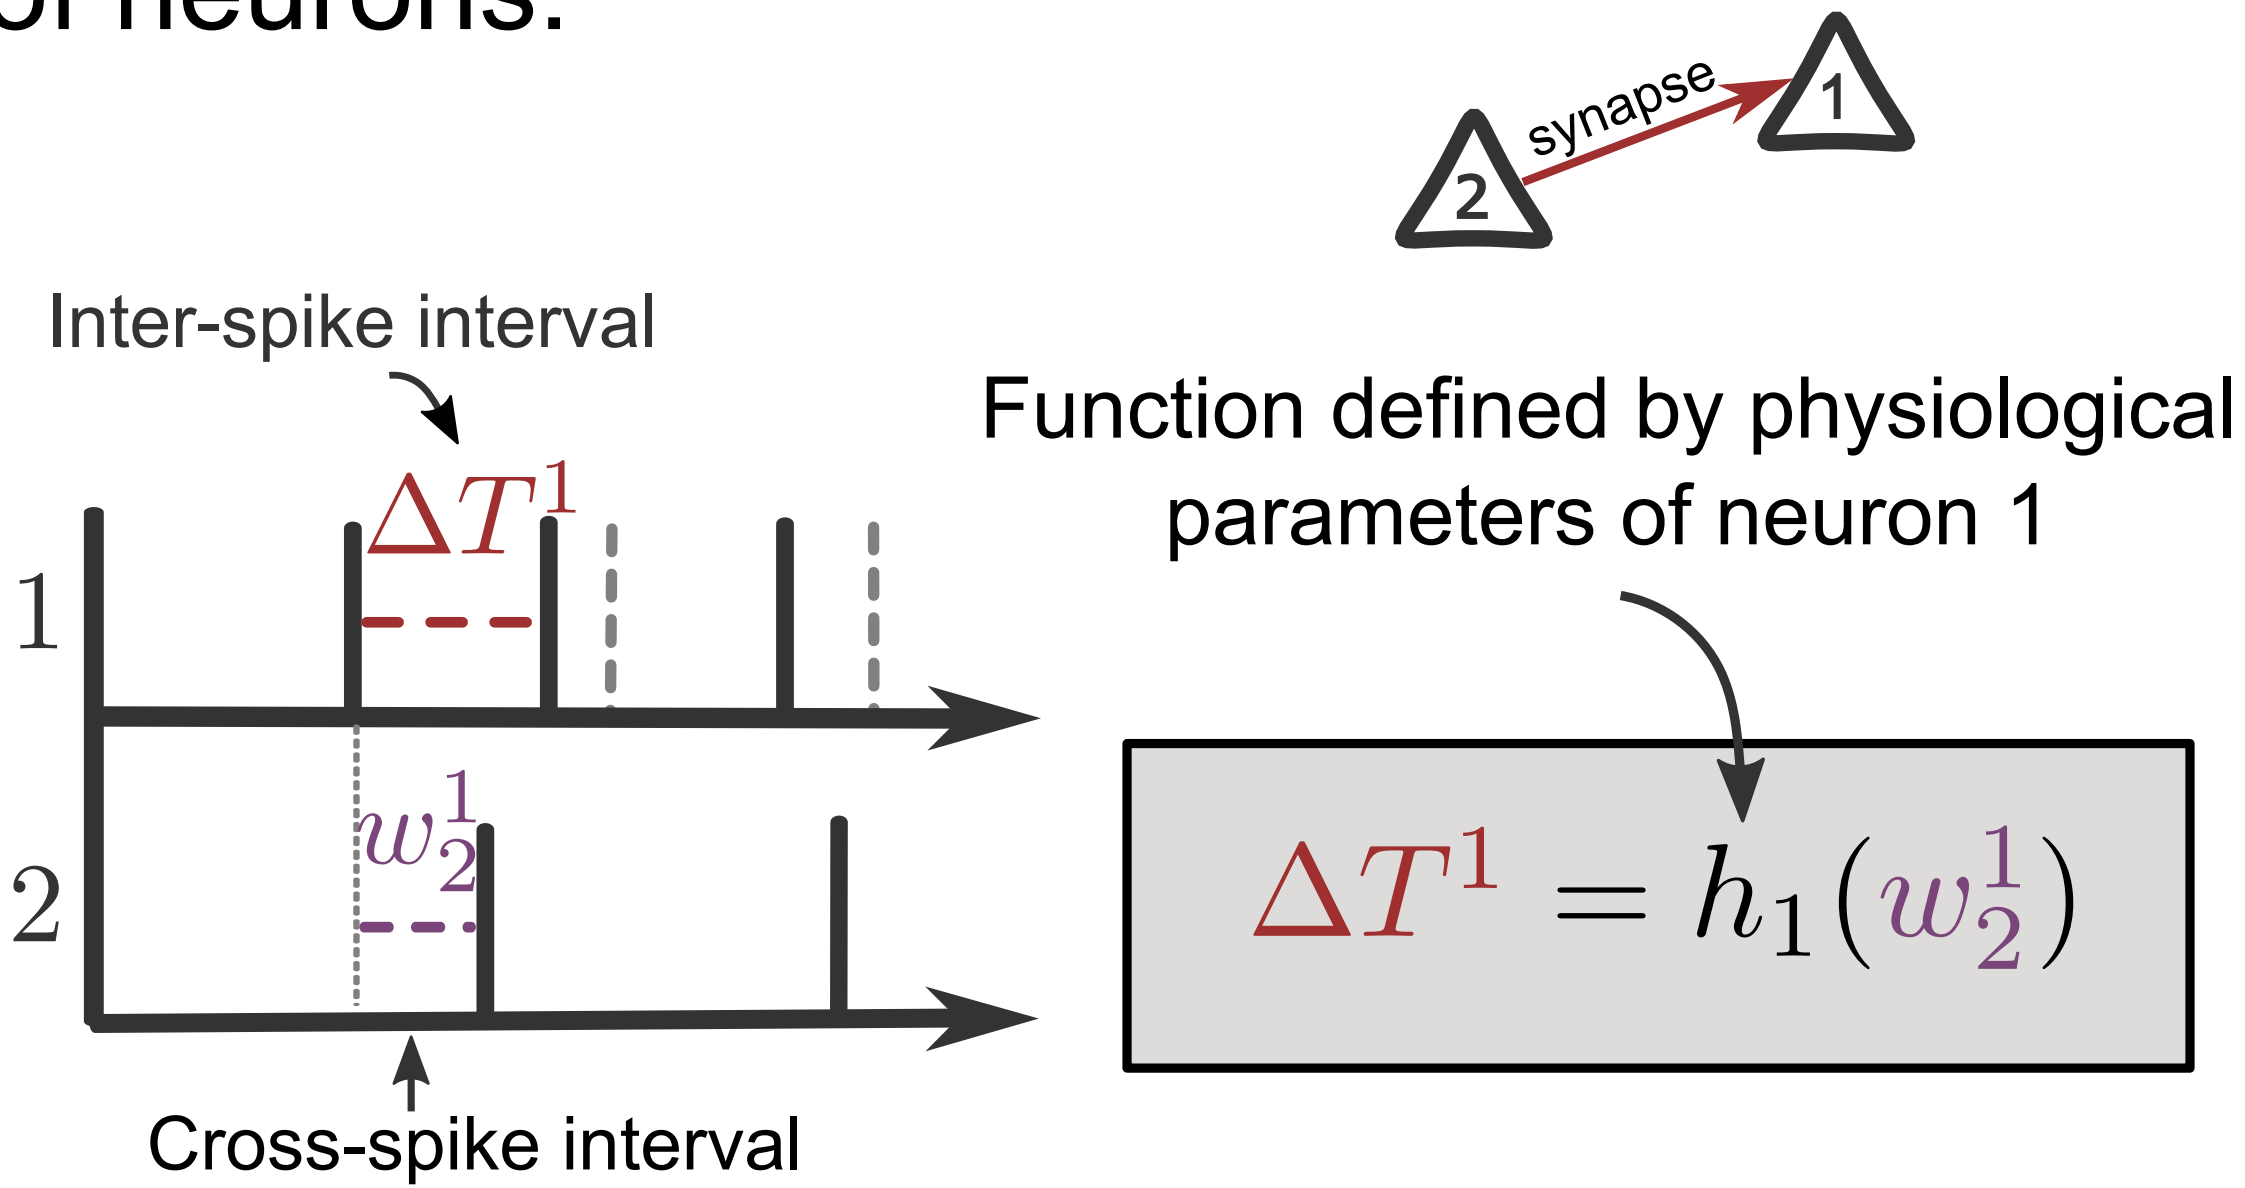 of neurons.
synapse
1
2
Inter-spike interval
Function defined by physiological
parameters of neuron 1
ΔT¹
1
w₂¹
2
ΔT¹ = h₁(w₂¹)
Cross-spike interval